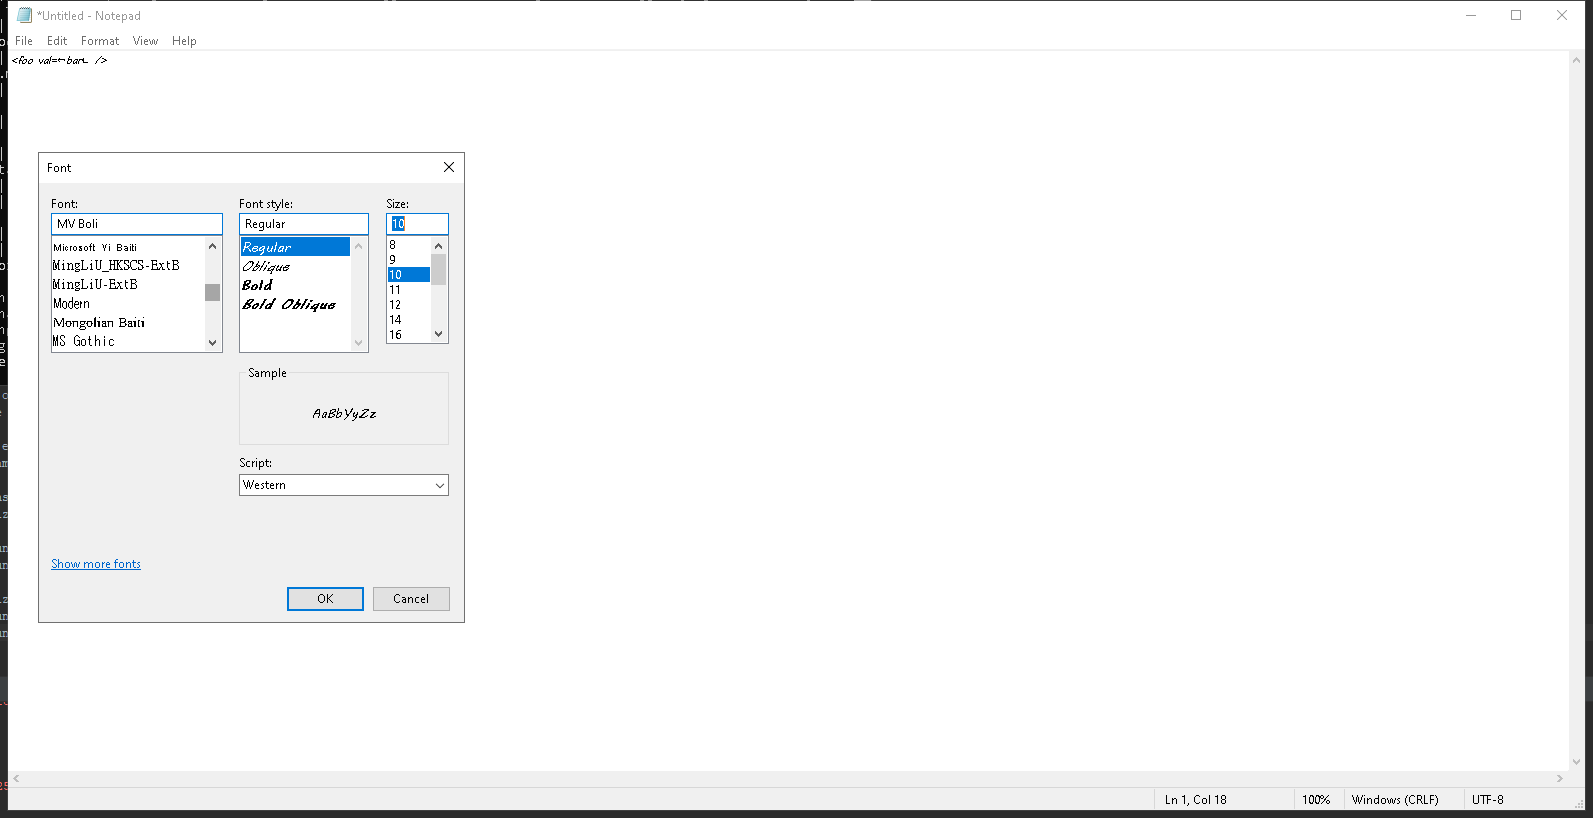 *Untitled - Notepad
File Edit Format View Help
<foo val=←bar← />
Font
Font: Font style: Size:
MV Boli Regular 10
Microsoft Yi Baiti
MingLiU_HKSCS-ExtB
MingLiU-ExtB
Modern
Mongolian Baiti
MS Gothic
Regular
Oblique
Bold
Bold Oblique
8
9
10
11
12
14
16
Sample
AaBbYyZz
Script:
Western
Show more fonts
OK Cancel
Ln 1, Col 18 100% Windows (CRLF) UTF-8